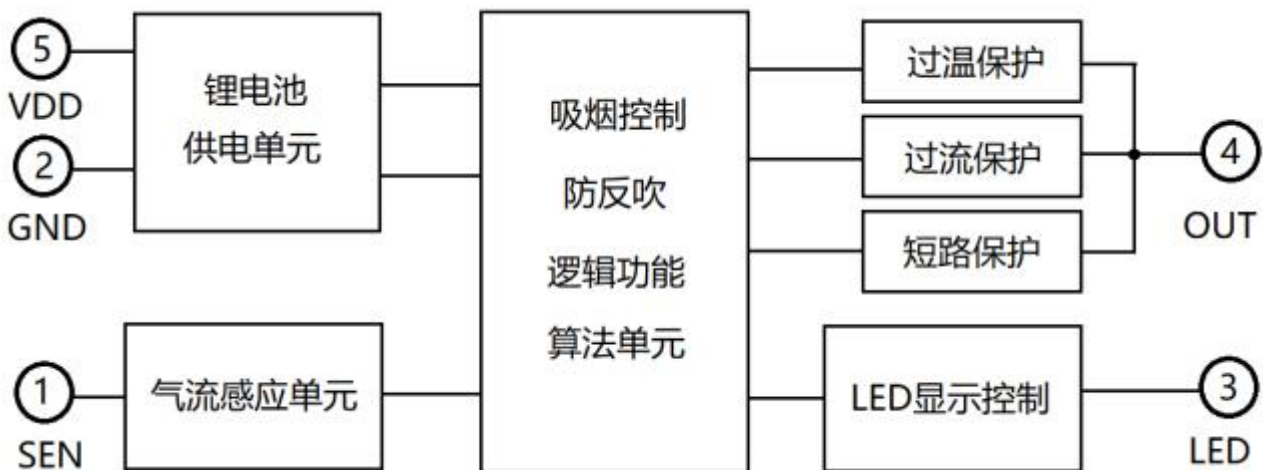 5
VDD
2
GND
锂电池
供电单元
1
SEN
气流感应单元
吸烟控制
防反吹
逻辑功能
算法单元
过温保护
过流保护
短路保护
4
OUT
LED显示控制
3
LED